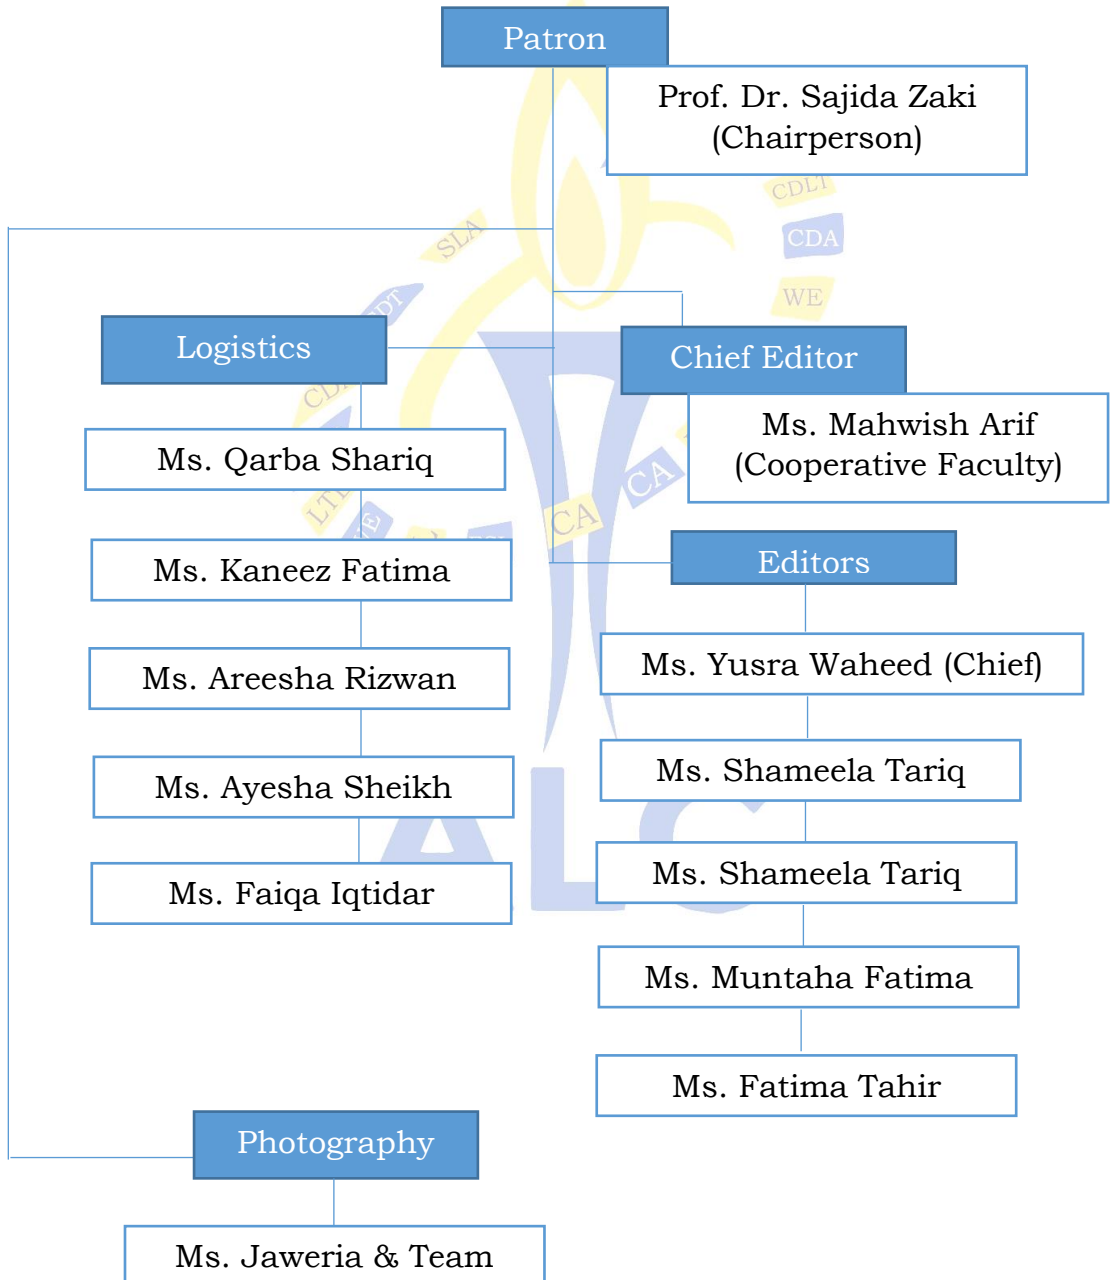 Patron
Prof. Dr. Sajida Zaki
(Chairperson)
CDLT
SLA
CDA
WE
Logistics
Chief Editor
Ms. Mahwish Arif
(Cooperative Faculty)
Ms. Qarba Shariq
CA
CA
Ms. Kaneez Fatima
Editors
Ms. Areesha Rizwan
Ms. Yusra Waheed (Chief)
Ms. Ayesha Sheikh
Ms. Shameela Tariq
ALC
Ms. Faiqa Iqtidar
Ms. Shameela Tariq
Ms. Muntaha Fatima
Ms. Fatima Tahir
Photography
Ms. Jaweria & Team